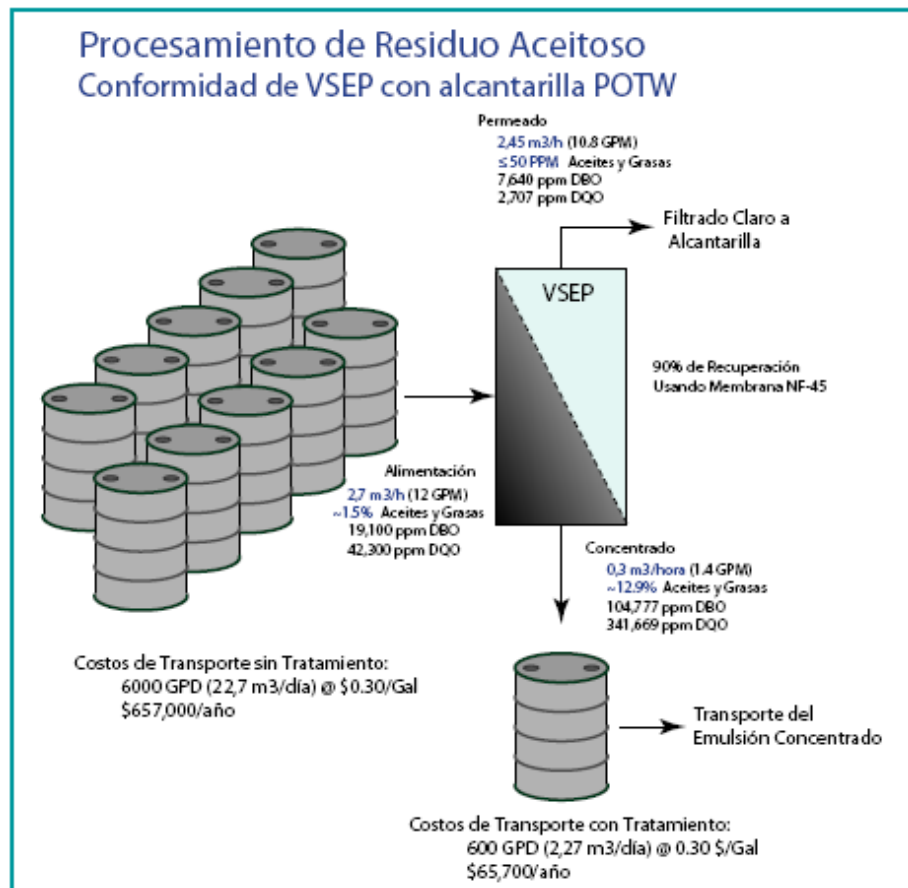 Procesamiento de Residuo Aceitoso
Conformidad de VSEP con alcantarilla POTW
Permeado
2,45 m3/h (10.8 GPM)
≤50 PPM Aceites y Grasas
7,640 ppm DBO
2,707 ppm DQO
Filtrado Claro a
Alcantarilla
VSEP
90% de Recuperación
Usando Membrana NF-45
Alimentación
2,7 m3/h (12 GPM)
~1.5% Aceites y Grasas
19,100 ppm DBO
42,300 ppm DQO
Concentrado
0,3 m3/hora (1.4 GPM)
~12.9% Aceites y Grasas
104,777 ppm DBO
341,669 ppm DQO
Costos de Transporte sin Tratamiento:
6000 GPD (22,7 m3/día) @ $0.30/Gal
$657,000/año
Transporte del
Emulsión Concentrado
Costos de Transporte con Tratamiento:
600 GPD (2,27 m3/día) @ 0.30 $/Gal
$65,700/año